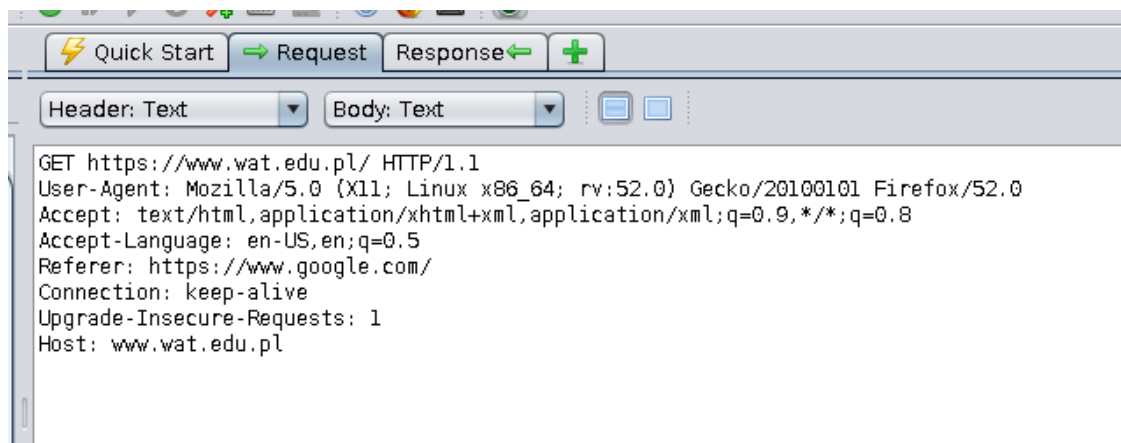 Quick Start Request Response
Header: Text Body: Text
GET https://www.wat.edu.pl/ HTTP/1.1
User-Agent: Mozilla/5.0 (X11; Linux x86_64; rv:52.0) Gecko/20100101 Firefox/52.0
Accept: text/html,application/xhtml+xml,application/xml;q=0.9,*/*;q=0.8
Accept-Language: en-US,en;q=0.5
Referer: https://www.google.com/
Connection: keep-alive
Upgrade-Insecure-Requests: 1
Host: www.wat.edu.pl